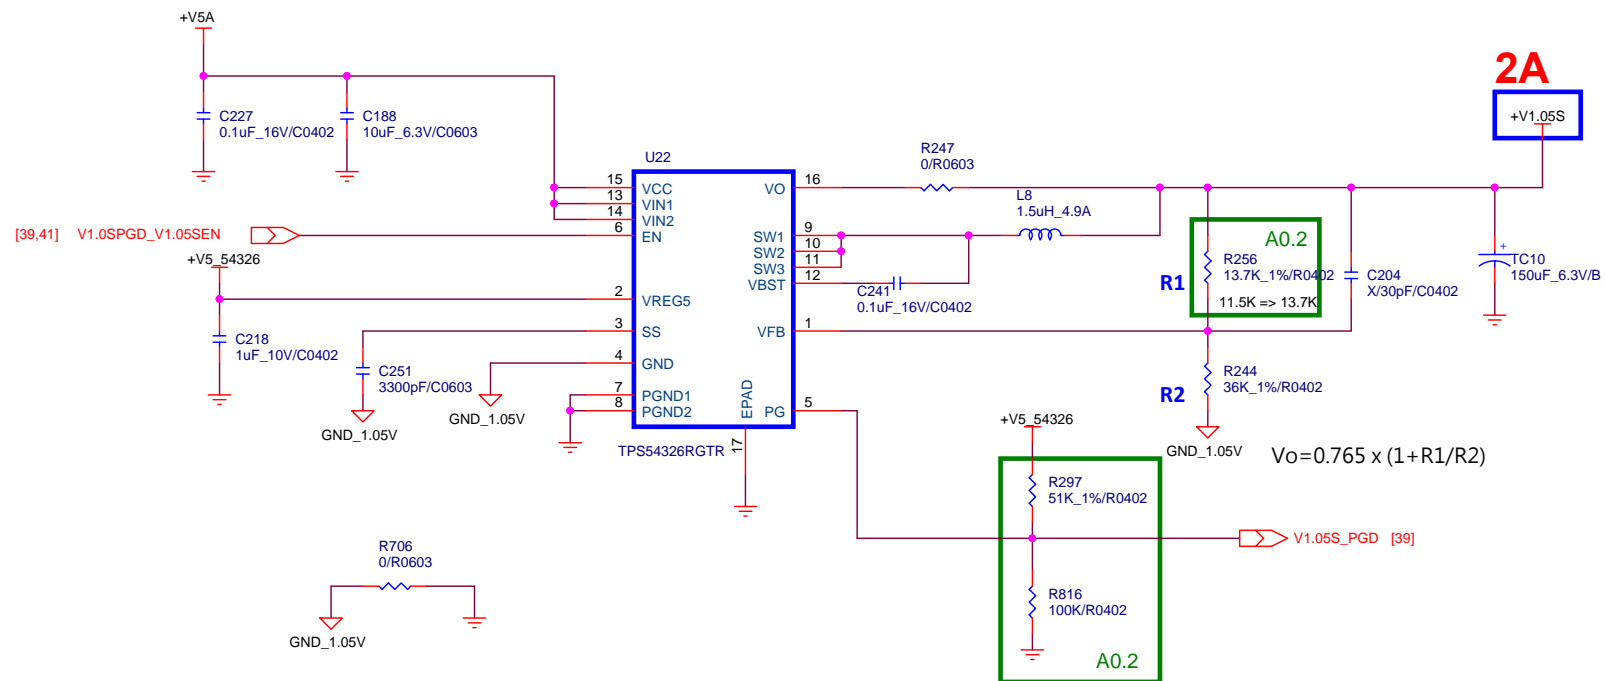 +V5A
C227
0.1uF_16V/C0402
C188
10uF_6.3V/C0603
2A
+V1.05S
U22
R247
0/R0603
15 VCC
13 VIN1
14 VIN2
6 EN
VO 16
SW1 9
SW2 10
SW3 11
VBST 12
L8
1.5uH_4.9A
[39,41] V1.0SPGD_V1.05SEN
+V5_54326
C241
0.1uF_16V/C0402
A0.2
R1
R256
13.7K_1%/R0402
11.5K => 13.7K
C204
X/30pF/C0402
+
TC10
150uF_6.3V/B
2 VREG5
3 SS
4 GND
7 PGND1
8 PGND2
VFB 1
EPAD
17
PG 5
C218
1uF_10V/C0402
C251
3300pF/C0603
GND_1.05V
GND_1.05V
TPS54326RGTR
R2
R244
36K_1%/R0402
GND_1.05V
Vo=0.765 x (1+R1/R2)
+V5_54326
R297
51K_1%/R0402
V1.05S_PGD [39]
R816
100K/R0402
A0.2
R706
0/R0603
GND_1.05V